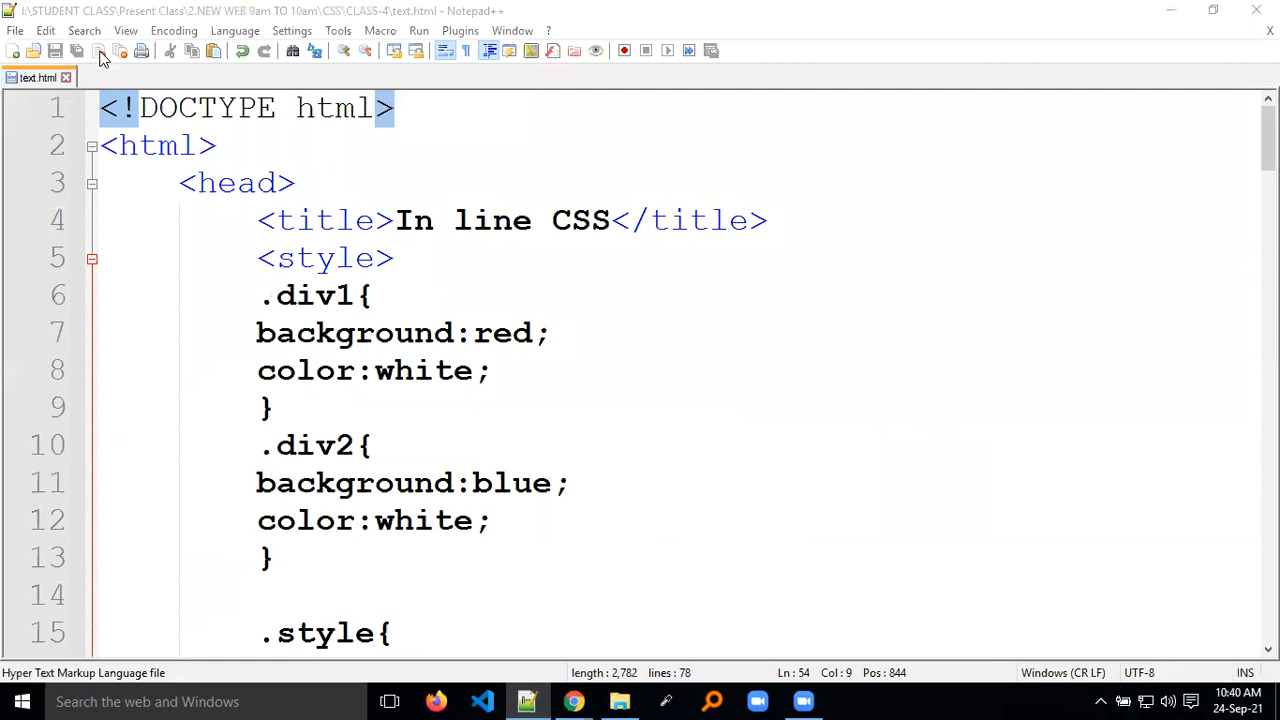 I:\STUDENT CLASS\Present Class\2.NEW WEB 9am TO 10am\CSS\CLASS-4\text.html - Notepad++
File Edit Search View Encoding Language Settings Tools Macro Run Plugins Window ?
text.html
1 <!DOCTYPE html>
2 <html>
3 <head>
4 <title>In line CSS</title>
5 <style>
6 .div1{
7 background:red;
8 color:white;
9 }
10 .div2{
11 background:blue;
12 color:white;
13 }
14
15 .style{
Hyper Text Markup Language file length : 2,782 lines : 78 Ln : 54 Col : 9 Pos : 844 Windows (CR LF) UTF-8 INS
Search the web and Windows
10:40 AM
24-Sep-21